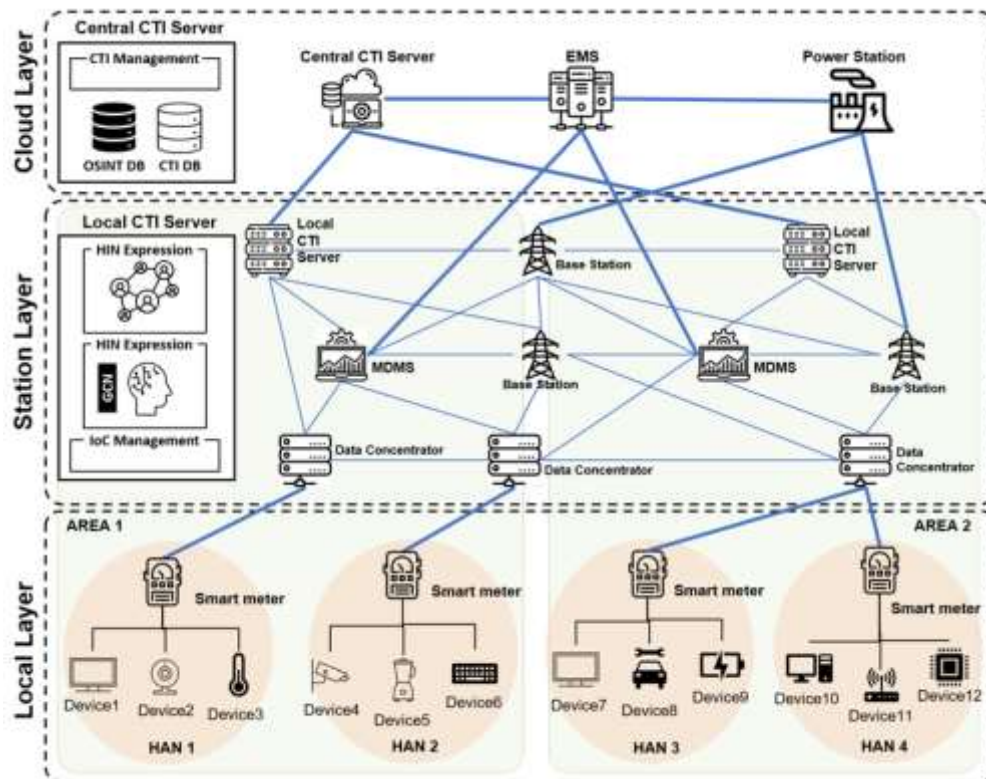 Cloud Layer
Central CTI Server
CTI Management
OSINT DB
CTI DB
Central CTI Server
EMS
Power Station
Station Layer
Local CTI Server
HIN Expression
HIN Expression
GCN
IoC Management
Local
CTI
Server
Base Station
Local
CTI
Server
MDMS
Base Station
MDMS
Base Station
Data Concentrator
Data Concentrator
Data
Concentrator
Local Layer
AREA 1
AREA 2
Smart meter
Smart meter
Smart meter
Smart meter
Device1
Device2
Device3
Device4
Device5
Device6
Device7
Device8
Device9
Device10
Device11
Device12
HAN 1
HAN 2
HAN 3
HAN 4